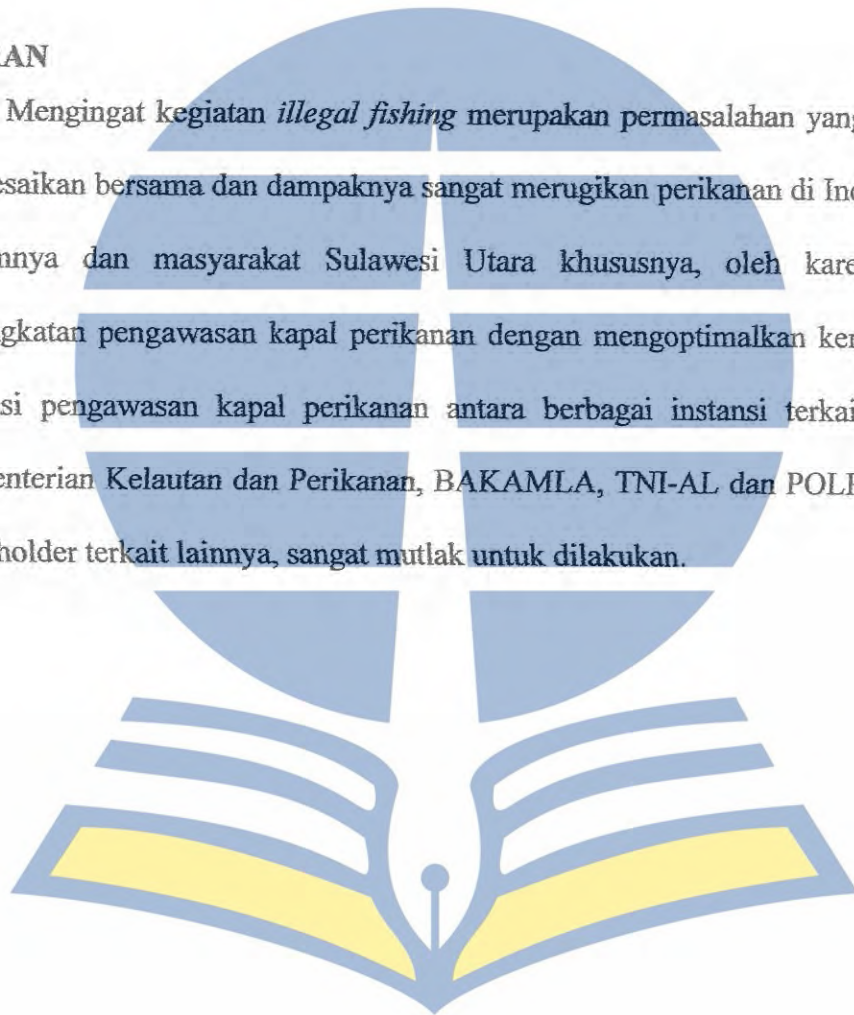 RAN
Mengingat kegiatan illegal fishing merupakan permasalahan yang
esaikan bersama dan dampaknya sangat merugikan perikanan di Ind
nnya dan masyarakat Sulawesi Utara khususnya, oleh kare
gkatan pengawasan kapal perikanan dengan mengoptimalkan ker
si pengawasan kapal perikanan antara berbagai instansi terkai
enterian Kelautan dan Perikanan, BAKAMLA, TNI-AL dan POLR
holder terkait lainnya, sangat mutlak untuk dilakukan.